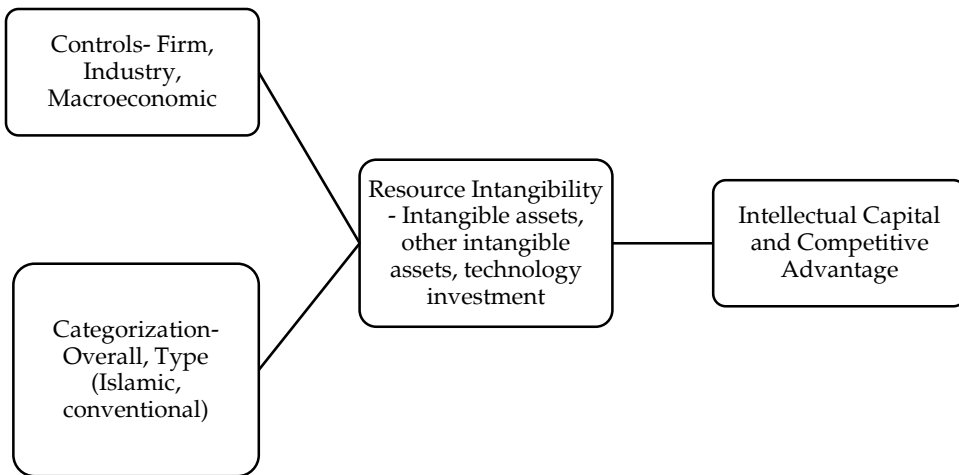 Controls- Firm,
Industry,
Macroeconomic
Categorization-
Overall, Type
(Islamic,
conventional)
Resource Intangibility
- Intangible assets,
other intangible
assets, technology
investment
Intellectual Capital
and Competitive
Advantage